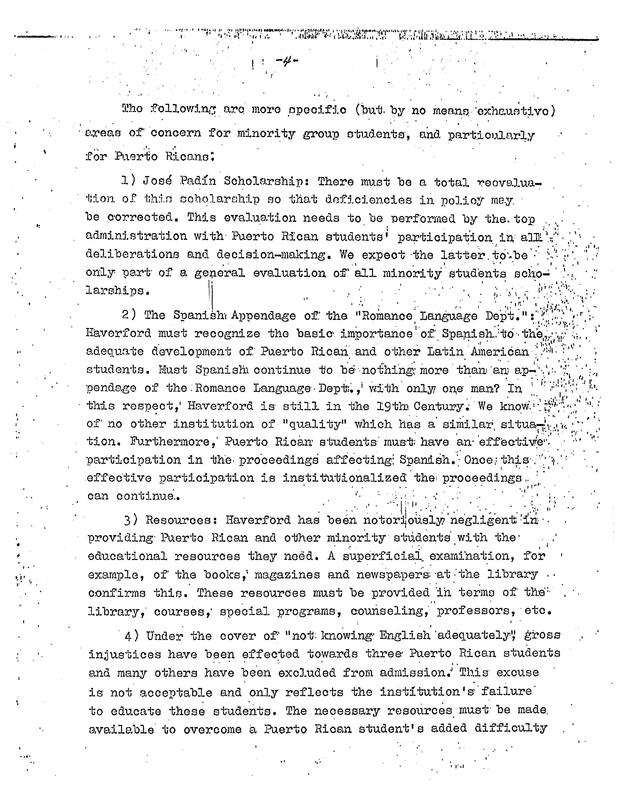 -4-
The following are more specific (but by no means exhaustive)
areas of concern for minority group students, and particularly
for Puerto Ricans:
1) José Padín Scholarship: There must be a total reevalua-
tion of this scholarship so that deficiencies in policy may
be corrected. This evaluation needs to be performed by the top
administration with Puerto Rican students' participation in all
deliberations and decision-making. We expect the latter to be
only part of a general evaluation of all minority students scho-
larships.
2) The Spanish Appendage of the "Romance Language Dept.":
Haverford must recognize the basic importance of Spanish to the
adequate development of Puerto Rican and other Latin American
students. Must Spanish continue to be nothing more than an ap-
pendage of the Romance Language Dept., with only one man? In
this respect, Haverford is still in the 19th Century. We know
of no other institution of "quality" which has a similar situa-
tion. Furthermore, Puerto Rican students must have an effective
participation in the proceedings affecting Spanish. Once this
effective participation is institutionalized the proceedings
can continue.
3) Resources: Haverford has been notoriously negligent in
providing Puerto Rican and other minority students with the
educational resources they need. A superficial examination, for
example, of the books, magazines and newspapers at the library
confirms this. These resources must be provided in terms of the
library, courses, special programs, counseling, professors, etc.
4) Under the cover of "not knowing English adequately", gross
injustices have been effected towards three Puerto Rican students
and many others have been excluded from admission. This excuse
is not acceptable and only reflects the institution's failure
to educate these students. The necessary resources must be made
available to overcome a Puerto Rican student's added difficulty